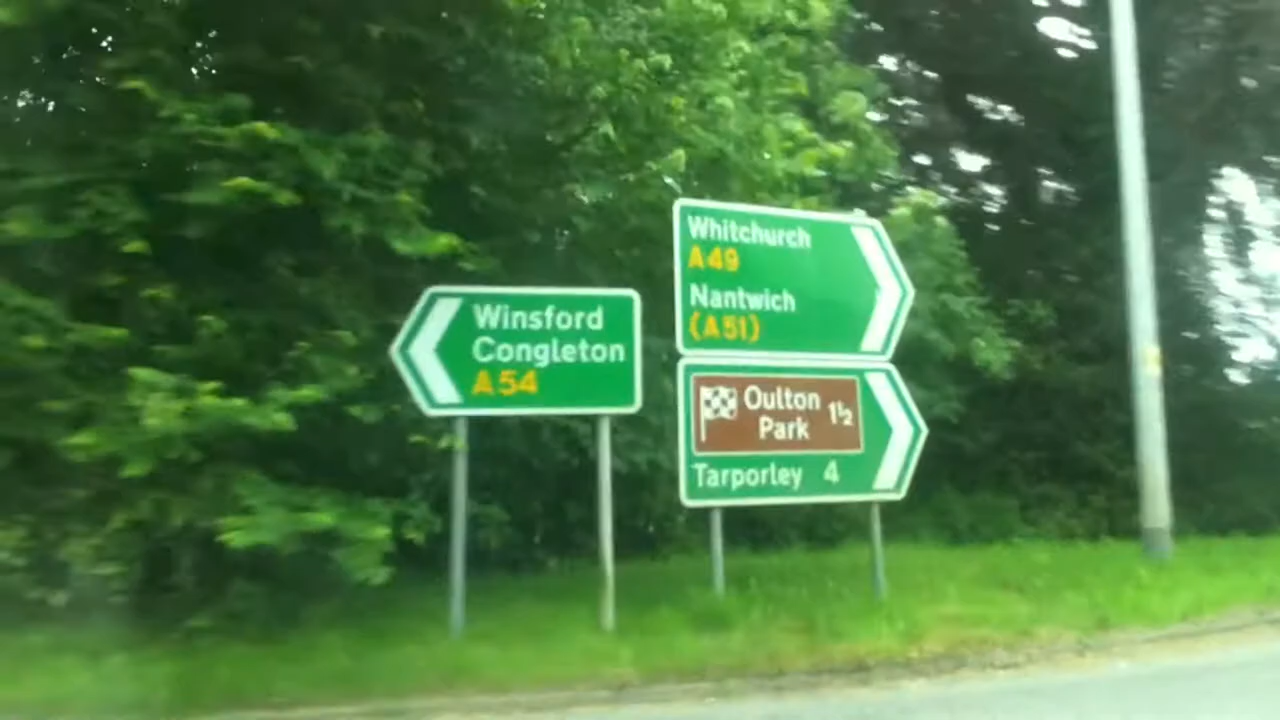 Winsford
Congleton
A54
Whitchurch
A49
Nantwich
(A51)
Oulton
Park 1½
Tarporley 4